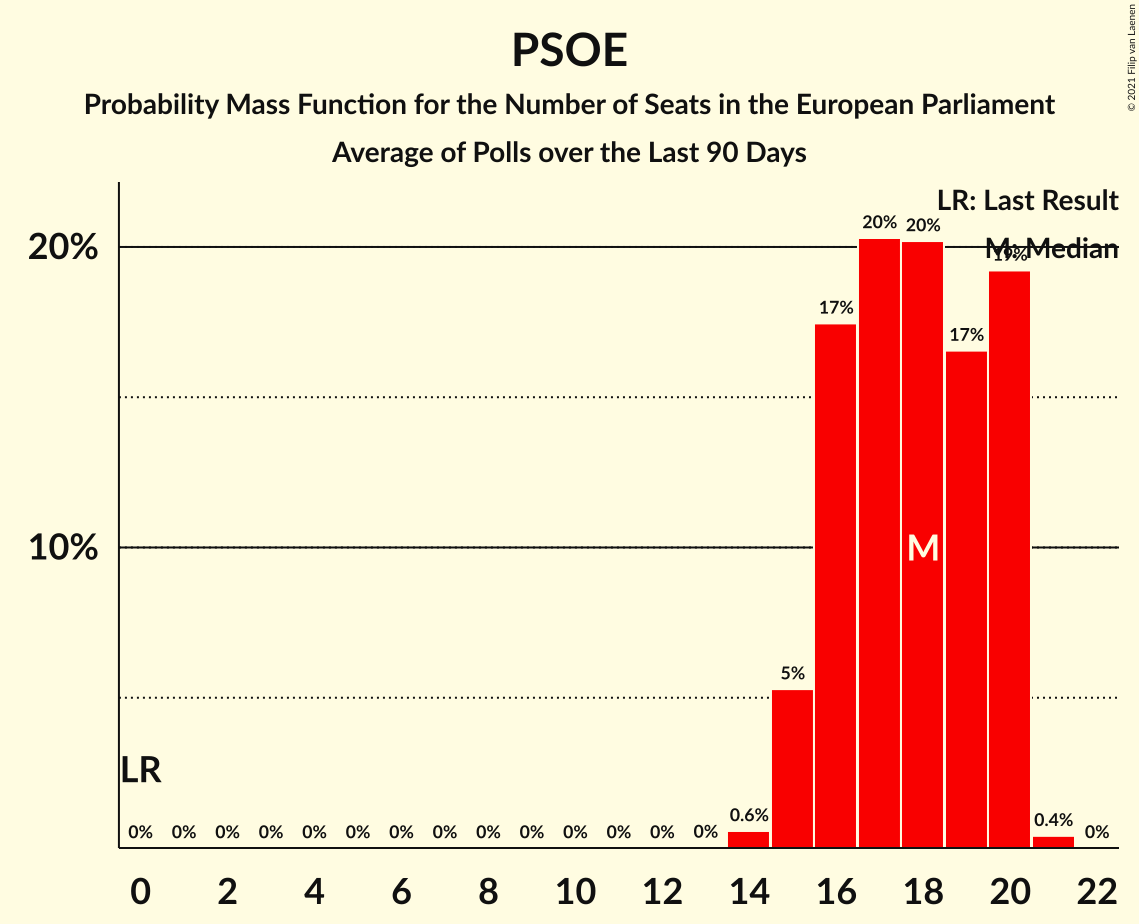 PSOE
Probability Mass Function for the Number of Seats in the European Parliament
Average of Polls over the Last 90 Days
© 2021 Filip van Laenen
LR: Last Result
M: Median
20%
10%
20%
20%
19%
17%
17%
5%
0.6%
0.4%
M
LR
0% 0% 0% 0% 0% 0% 0% 0% 0% 0% 0% 0% 0% 0% 0%
0 2 4 6 8 10 12 14 16 18 20 22